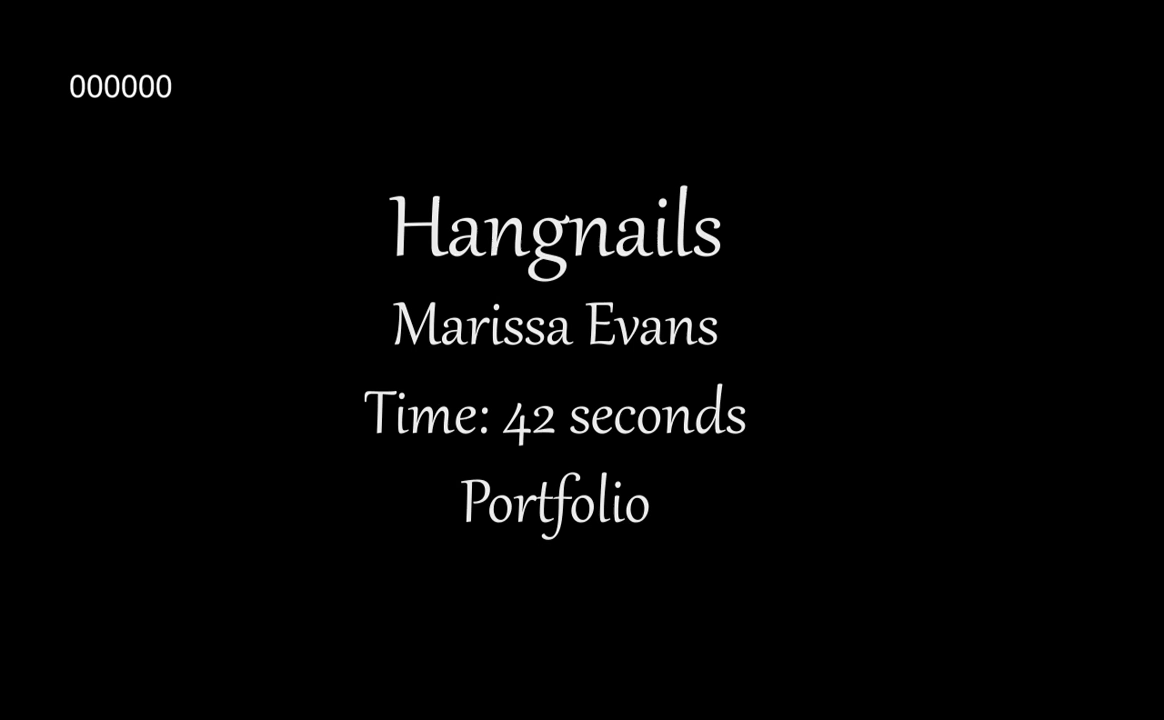 000000
Hangnails
Marissa Evans
Time: 42 seconds
Portfolio